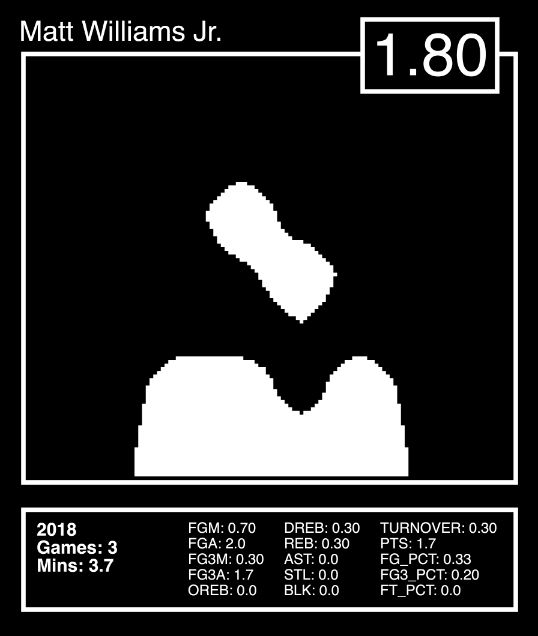 Matt Williams Jr.
1.80
2018
Games: 3
Mins: 3.7
FGM: 0.70
FGA: 2.0
FG3M: 0.30
FG3A: 1.7
OREB: 0.0
DREB: 0.30
REB: 0.30
AST: 0.0
STL: 0.0
BLK: 0.0
TURNOVER: 0.30
PTS: 1.7
FG_PCT: 0.33
FG3_PCT: 0.20
FT_PCT: 0.0